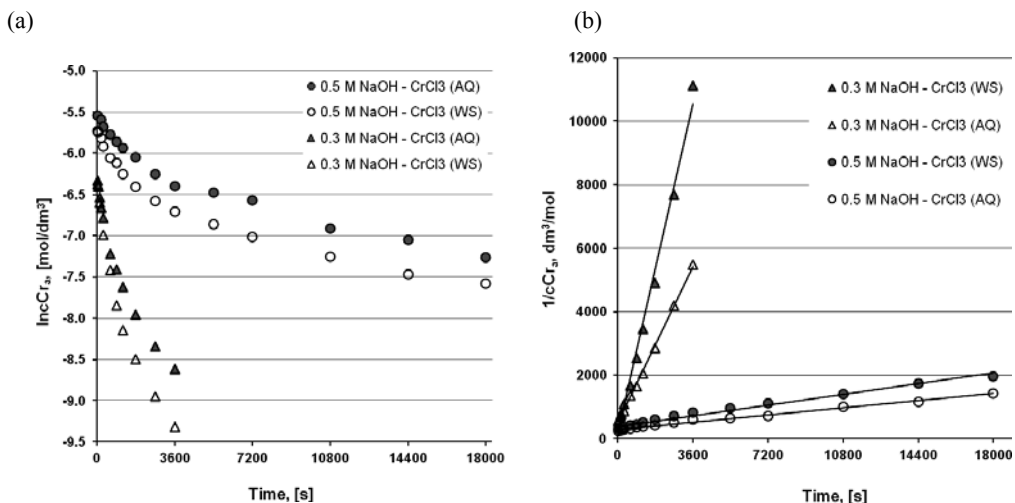 (a)
(b)
-5.0
-5.5
-6.0
-6.5
-7.0
-7.5
-8.0
-8.5
-9.0
-9.5
lncCrₐ, [mol/dm³]
0.5 M NaOH - CrCl3 (AQ)
0.5 M NaOH - CrCl3 (WS)
0.3 M NaOH - CrCl3 (AQ)
0.3 M NaOH - CrCl3 (WS)
0 3600 7200 10800 14400 18000
Time, [s]
12000
10000
8000
6000
4000
2000
0
1/cCrₐ, dm³/mol
0.3 M NaOH - CrCl3 (WS)
0.3 M NaOH - CrCl3 (AQ)
0.5 M NaOH - CrCl3 (WS)
0.5 M NaOH - CrCl3 (AQ)
0 3600 7200 10800 14400 18000
Time, [s]